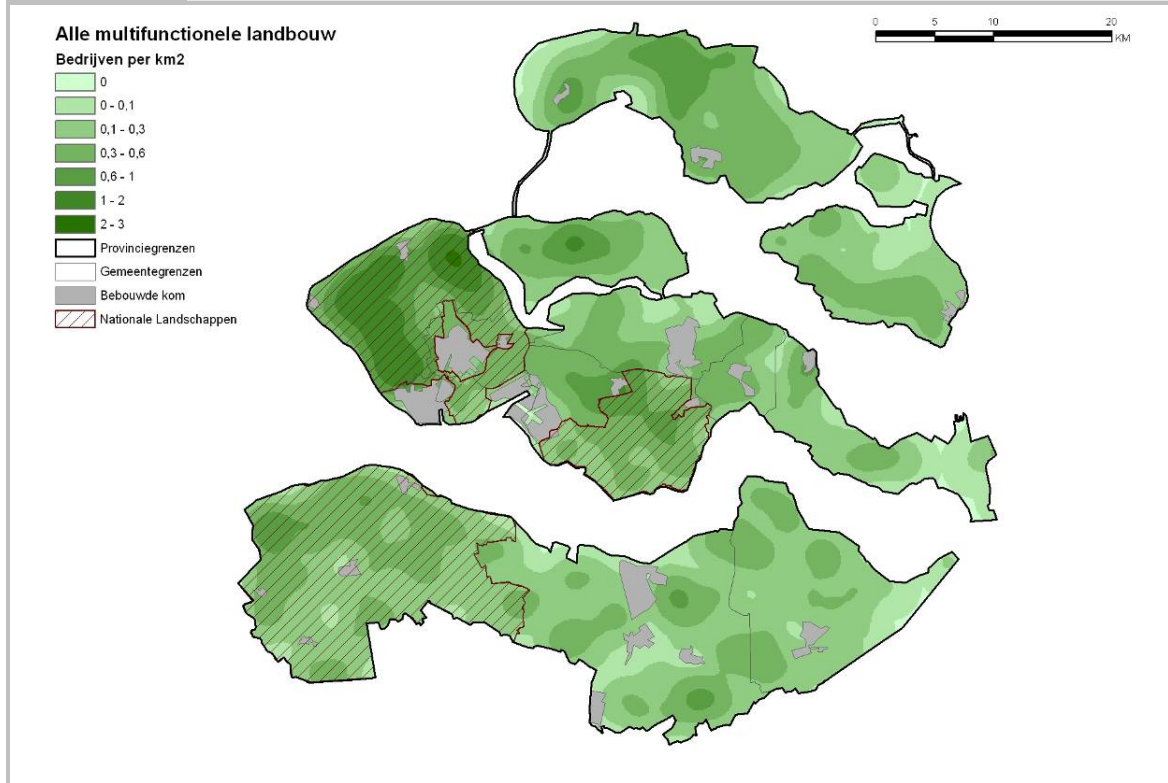 Alle multifunctionele landbouw
Bedrijven per km2
0
0 - 0,1
0,1 - 0,3
0,3 - 0,6
0,6 - 1
1 - 2
2 - 3
Provinciegrenzen
Gemeentegrenzen
Bebouwde kom
Nationale Landschappen
0 5 10 20
KM